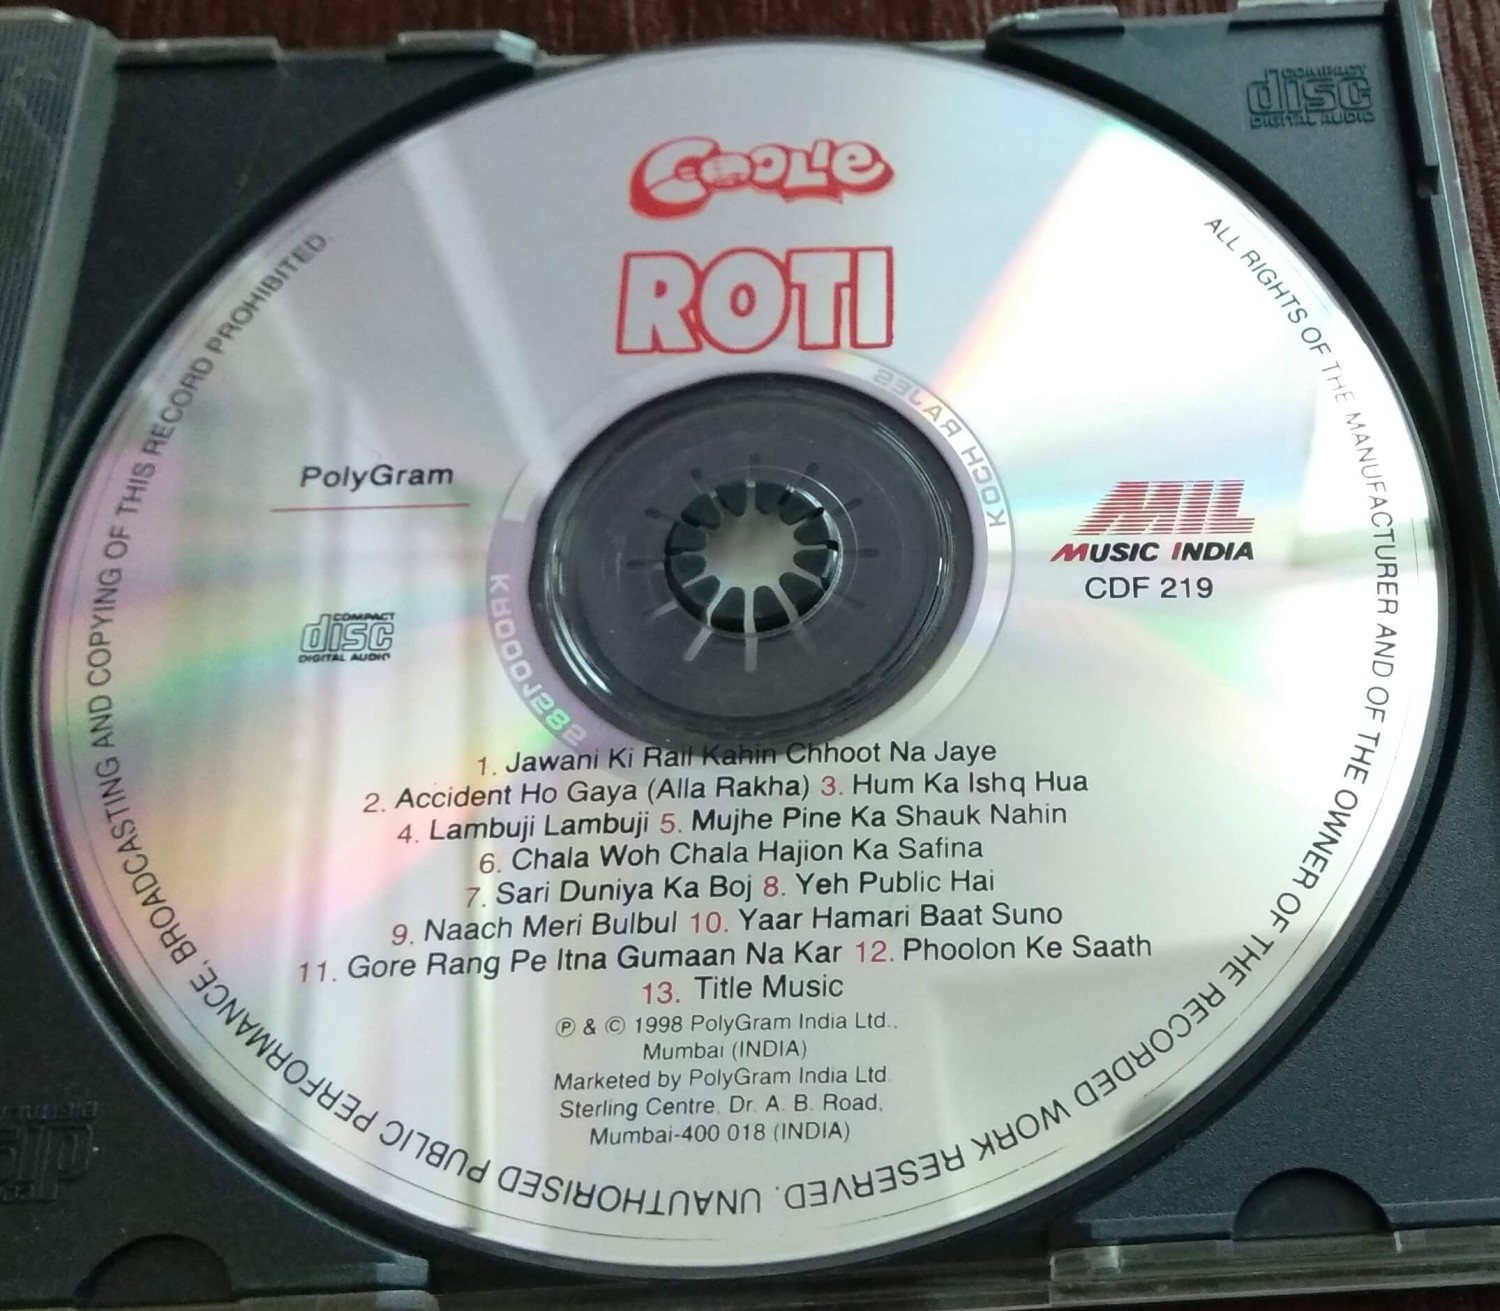 COMPACT
disc
DIGITAL AUDIO
Coolie
ROTI
PolyGram
MIL
MUSIC INDIA
CDF 219
COMPACT
disc
DIGITAL AUDIO
1. Jawani Ki Rail Kahin Chhoot Na Jaye
2. Accident Ho Gaya (Alla Rakha) 3. Hum Ka Ishq Hua
4. Lambuji Lambuji 5. Mujhe Pine Ka Shauk Nahin
6. Chala Woh Chala Hajion Ka Safina
7. Sari Duniya Ka Boj 8. Yeh Public Hai
9. Naach Meri Bulbul 10. Yaar Hamari Baat Suno
11. Gore Rang Pe Itna Gumaan Na Kar 12. Phoolon Ke Saath
13. Title Music
℗ & © 1998 PolyGram India Ltd.,
Mumbai (INDIA)
Marketed by PolyGram India Ltd.
Sterling Centre, Dr. A. B. Road,
Mumbai-400 018 (INDIA)
ALL RIGHTS OF THE MANUFACTURER AND OF THE OWNER OF THE RECORDED WORK RESERVED. UNAUTHORISED PUBLIC PERFORMANCE, BROADCASTING AND COPYING OF THIS RECORD PROHIBITED.